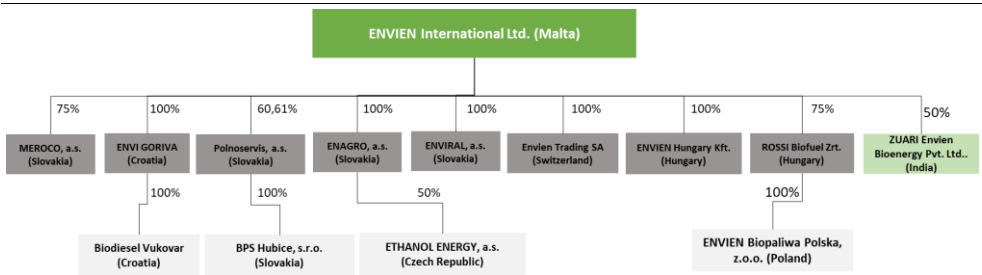 ENVIEN International Ltd. (Malta)
75%
100%
60,61%
100%
100%
100%
100%
75%
50%
MEROCO, a.s.
(Slovakia)
ENVI GORIVA
(Croatia)
Polnoservis, a.s.
(Slovakia)
ENAGRO, a.s.
(Slovakia)
ENVIRAL, a.s.
(Slovakia)
Envien Trading SA
(Switzerland)
ENVIEN Hungary Kft.
(Hungary)
ROSSI Biofuel Zrt.
(Hungary)
ZUARI Envien
Bioenergy Pvt. Ltd..
(India)
100%
100%
50%
100%
Biodiesel Vukovar
(Croatia)
BPS Hubice, s.r.o.
(Slovakia)
ETHANOL ENERGY, a.s.
(Czech Republic)
ENVIEN Biopaliwa Polska,
z.o.o. (Poland)